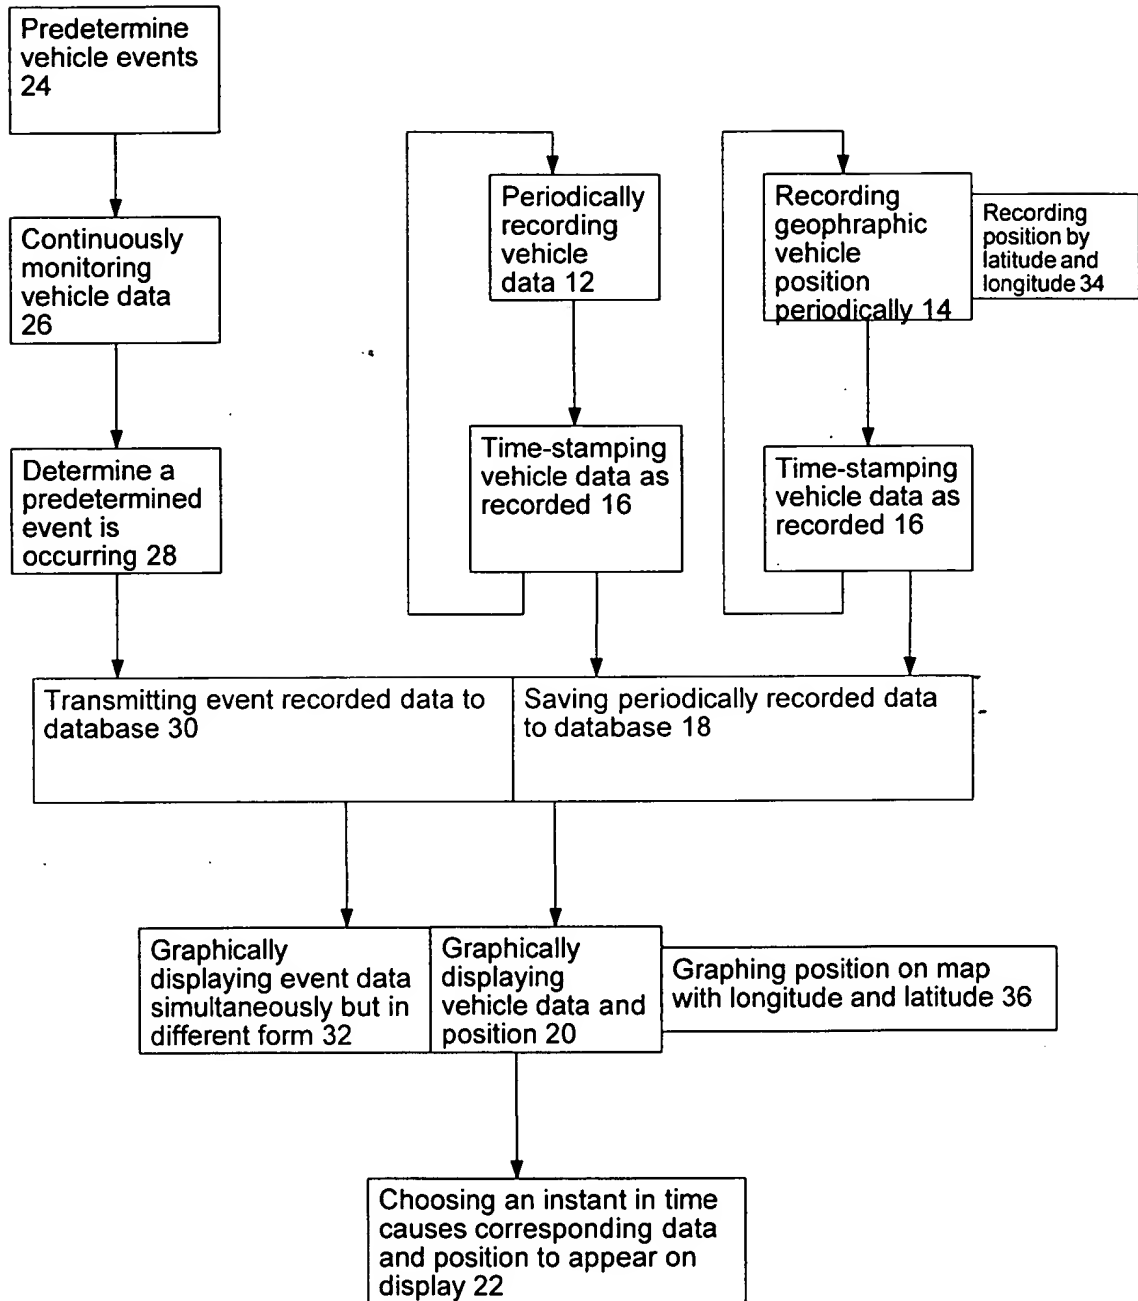 Predetermine
vehicle events
24
Continuously
monitoring
vehicle data
26
Determine a
predetermined
event is
occurring 28
Periodically
recording
vehicle
data 12
Time-stamping
vehicle data as
recorded 16
Recording
geophraphic
vehicle
position
periodically 14
Recording
position by
latitude and
longitude 34
Time-stamping
vehicle data as
recorded 16
Transmitting event recorded data to
database 30
Saving periodically recorded data
to database 18
Graphically
displaying event data
simultaneously but in
different form 32
Graphically
displaying
vehicle data and
position 20
Graphing position on map
with longitude and latitude 36
Choosing an instant in time
causes corresponding data
and position to appear on
display 22